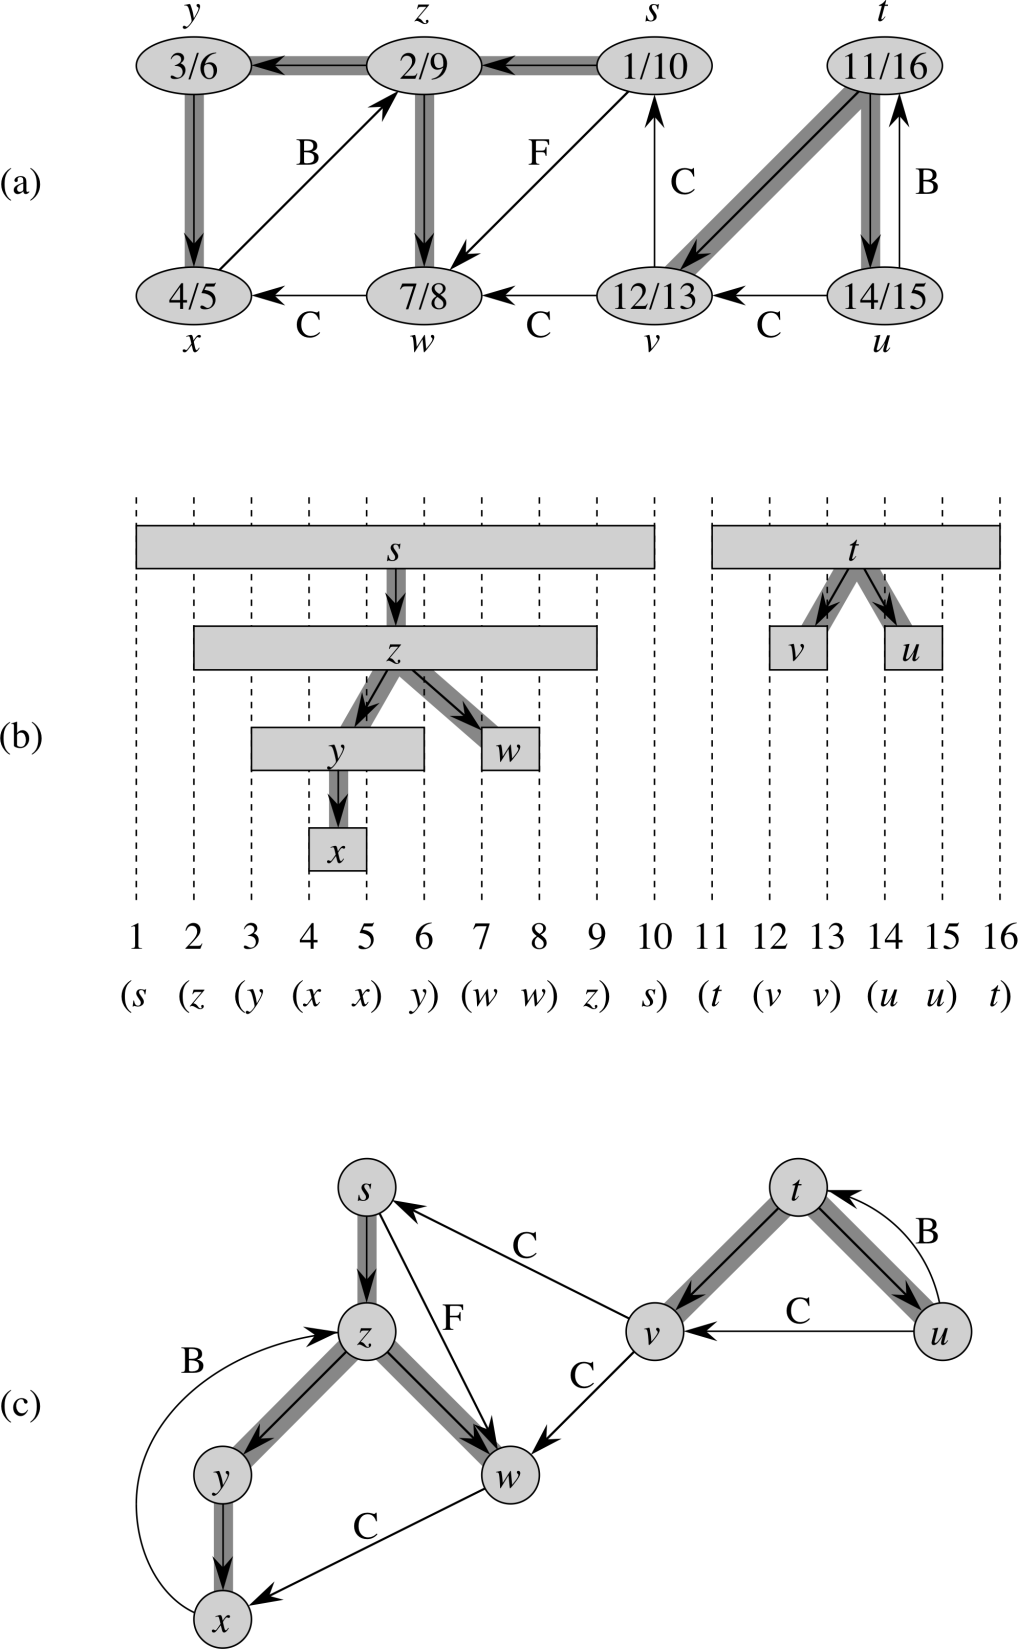 y z s t
3/6 2/9 1/10 11/16
B F
(a) C B
4/5 7/8 12/13 14/15
C C C
x w v u
s t
z v u
(b) y w
x
1 2 3 4 5 6 7 8 9 10 11 12 13 14 15 16
(s (z (y (x x) y) (w w) z) s) (t (v v) (u u) t)
s t
C B
F C
z v u
B C
(c)
y w
C
x